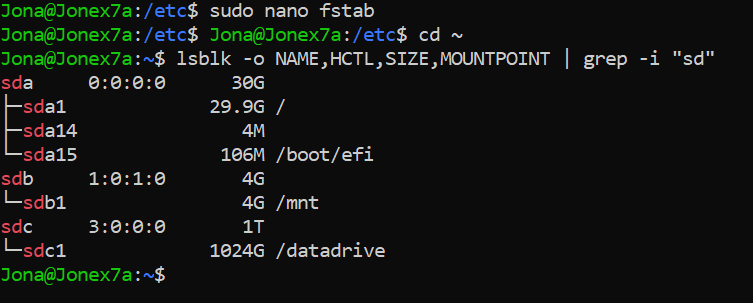 Jona@Jonex7a:/etc$ sudo nano fstab
Jona@Jonex7a:/etc$ Jona@Jonex7a:/etc$ cd ~
Jona@Jonex7a:~$ lsblk -o NAME,HCTL,SIZE,MOUNTPOINT | grep -i "sd"
sda     0:0:0:0      30G
├─sda1             29.9G /
├─sda14               4M
└─sda15             106M /boot/efi
sdb     1:0:1:0       4G
└─sdb1                4G /mnt
sdc     3:0:0:0       1T
└─sdc1             1024G /datadrive
Jona@Jonex7a:~$